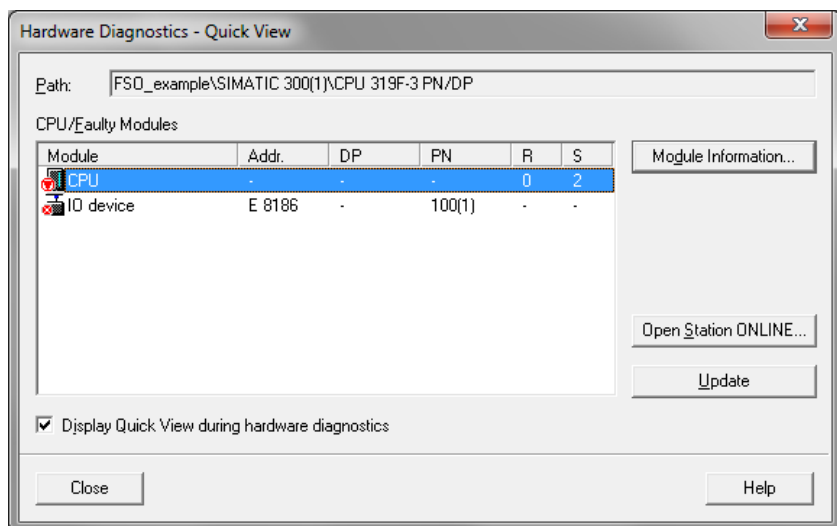 Hardware Diagnostics - Quick View
Path: FSO_example\SIMATIC 300(1)\CPU 319F-3 PN/DP
CPU/Faulty Modules
Module Addr. DP PN R S
CPU - - - 0 2
IO device E 8186 - 100(1) - -
Module Information...
Open Station ONLINE...
Update
Display Quick View during hardware diagnostics
Close Help